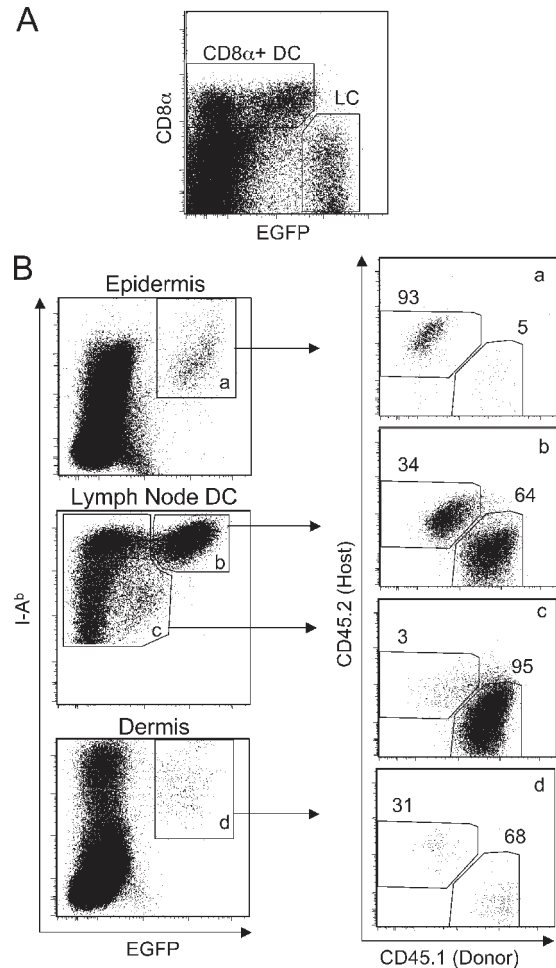 A
CD8α+ DC
LC
CD8α
EGFP
B
Epidermis
a
a
93
5
Lymph Node DC
b
c
b
34
64
c
3
95
Dermis
d
d
31
68
I-Aᵇ
EGFP
CD45.2 (Host)
CD45.1 (Donor)